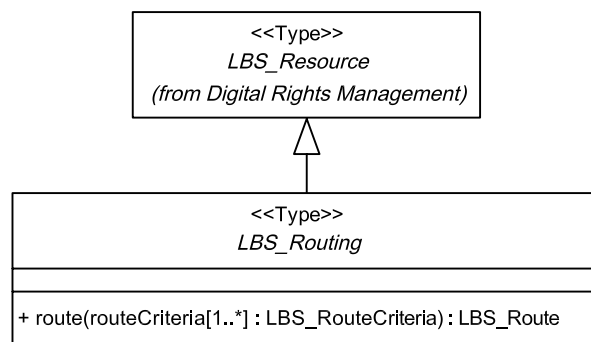 <<Type>>
LBS_Resource
(from Digital Rights Management)
<<Type>>
LBS_Routing
+ route(routeCriteria[1..*] : LBS_RouteCriteria) : LBS_Route